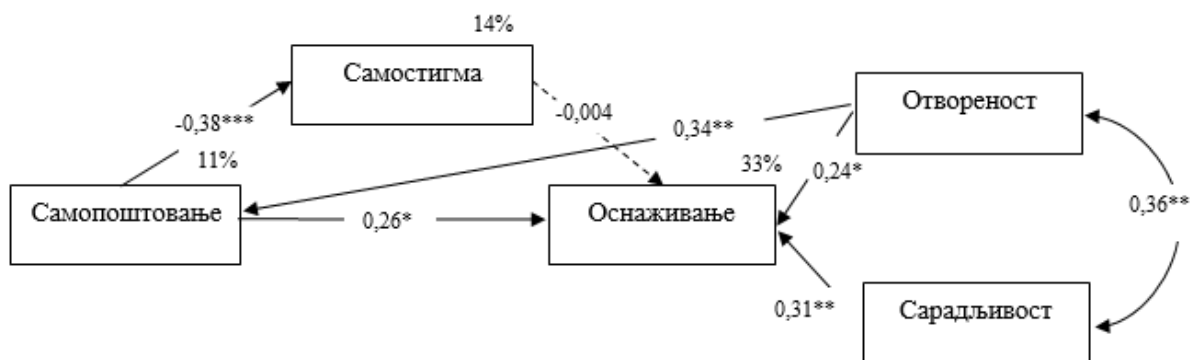 14%
Самостигма
Отвореност
-0,38***
-0,004
0,34**
11%
33%
0,24*
Самопоштовање
0,26*
Оснаживање
0,36**
0,31**
Сарадљивост